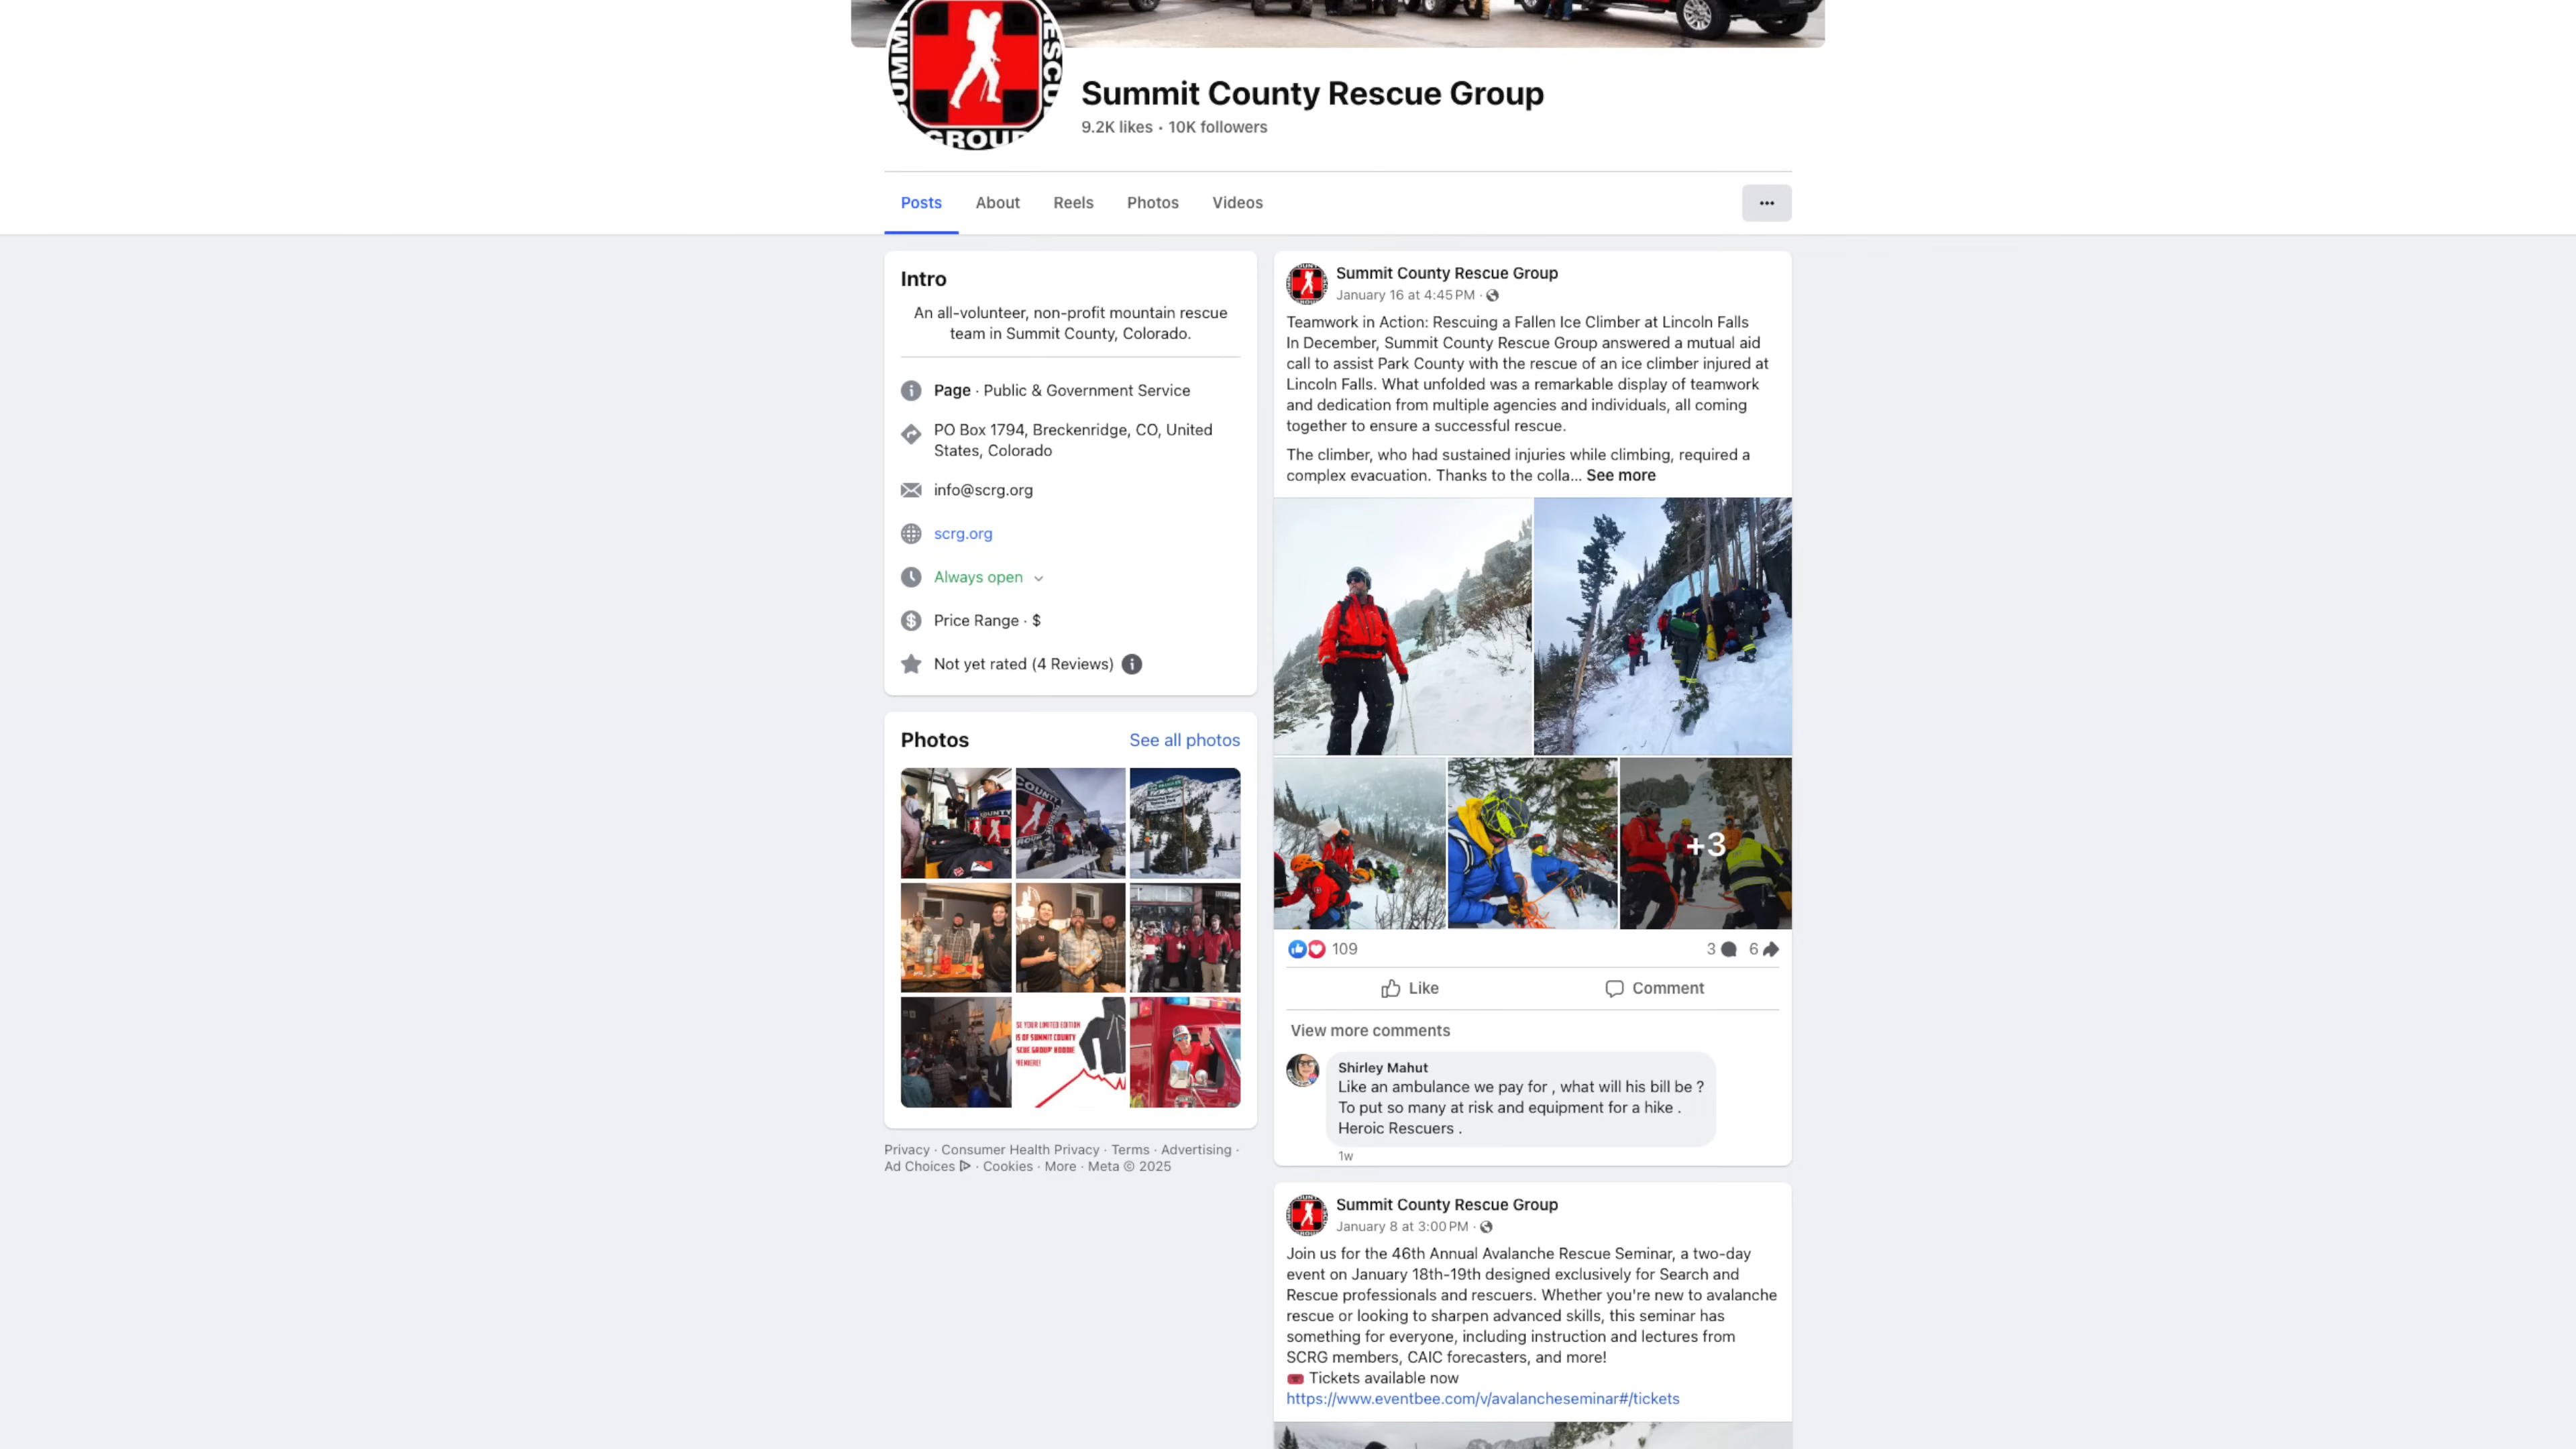 SUMMIT
RESCU
GROUP
Summit County Rescue Group
9.2K likes • 10K followers
Posts
About
Reels
Photos
Videos
Intro
An all-volunteer, non-profit mountain rescue
team in Summit County, Colorado.
Page · Public & Government Service
PO Box 1794, Breckenridge, CO, United
States, Colorado
info@scrg.org
scrg.org
Always open
Price Range · $
Not yet rated (4 Reviews)
Photos
See all photos
COUNTY
SE YOUR LIMITED EDITION
Privacy · Consumer Health Privacy · Terms · Advertising ·
Ad Choices · Cookies · More · Meta © 2025
Summit County Rescue Group
January 16 at 4:45 PM ·
Teamwork in Action: Rescuing a Fallen Ice Climber at Lincoln Falls
In December, Summit County Rescue Group answered a mutual aid
call to assist Park County with the rescue of an ice climber injured at
Lincoln Falls. What unfolded was a remarkable display of teamwork
and dedication from multiple agencies and individuals, all coming
together to ensure a successful rescue.
The climber, who had sustained injuries while climbing, required a
complex evacuation. Thanks to the colla... See more
+3
109
3
6
Like
Comment
View more comments
Shirley Mahut
Like an ambulance we pay for , what will his bill be ?
To put so many at risk and equipment for a hike .
Heroic Rescuers .
1w
Summit County Rescue Group
January 8 at 3:00 PM ·
Join us for the 46th Annual Avalanche Rescue Seminar, a two-day
event on January 18th-19th designed exclusively for Search and
Rescue professionals and rescuers. Whether you're new to avalanche
rescue or looking to sharpen advanced skills, this seminar has
something for everyone, including instruction and lectures from
SCRG members, CAIC forecasters, and more!
Tickets available now
https://www.eventbee.com/v/avalancheseminar#/tickets